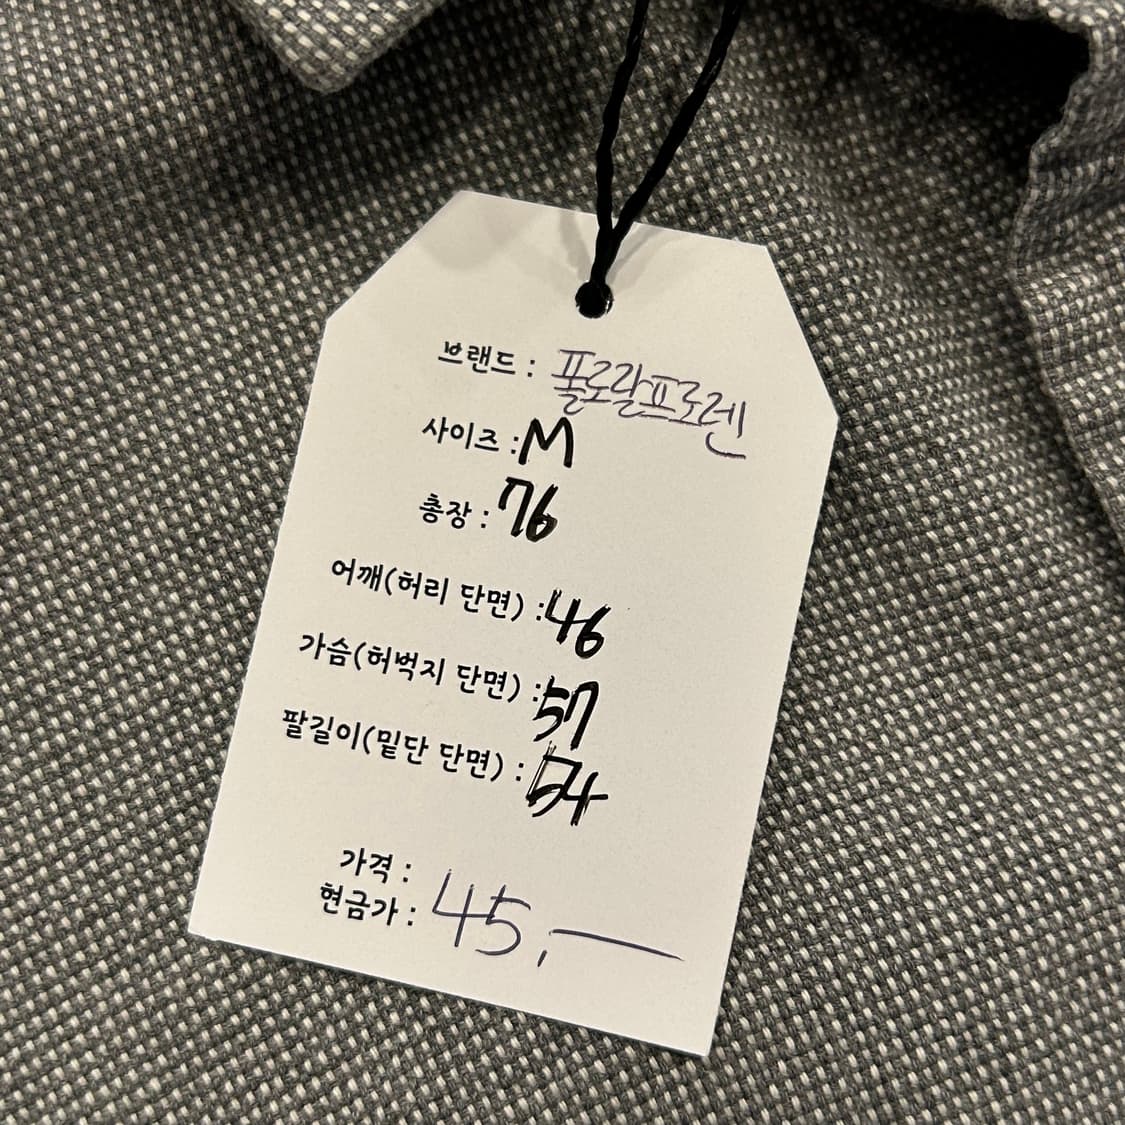 브랜드 : 폴로랄프로렌
사이즈 : M
총장 : 76
어깨(허리 단면) : 46
가슴(허벅지 단면) : 57
팔길이(밑단 단면) : 54
가격 :
현금가 : 45,—